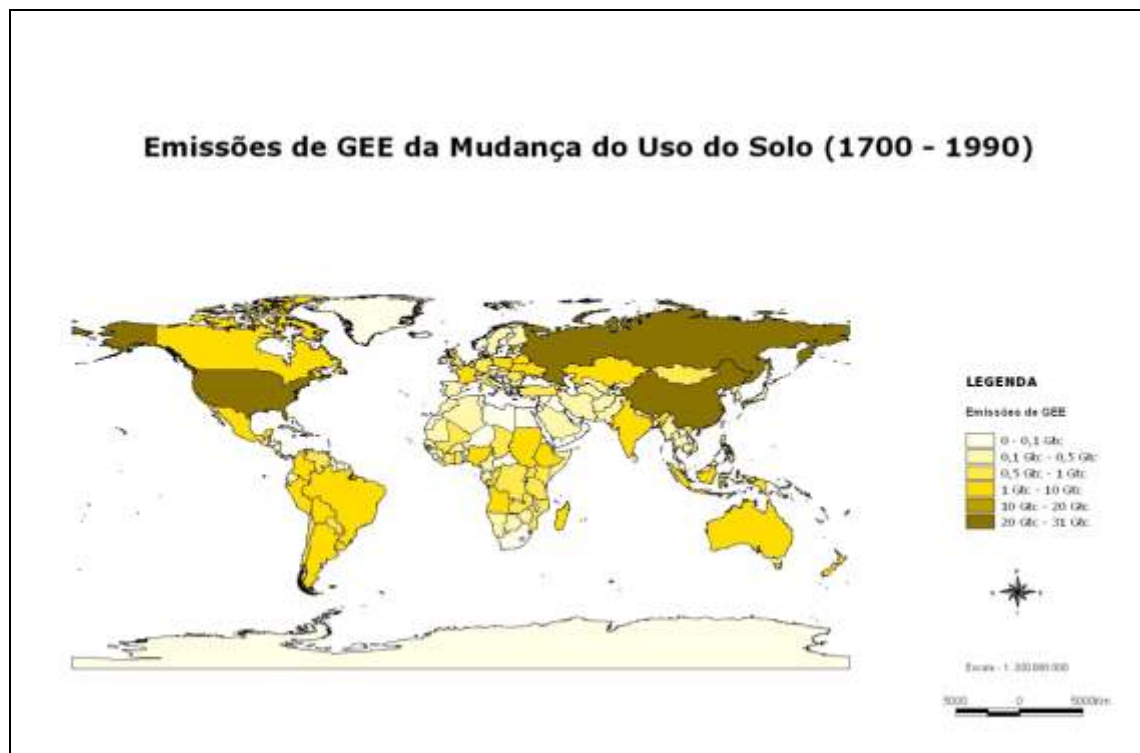 Emissões de GEE da Mudança do Uso do Solo (1700 - 1990)
LEGENDA
Emissões de GEE
0 - 0,1 Gtc
0,1 Gtc - 0,5 Gtc
0,5 Gtc - 1 Gtc
1 Gtc - 10 Gtc
10 Gtc - 20 Gtc
20 Gtc - 31 Gtc
Escala - 1:
5000 0 5000Km